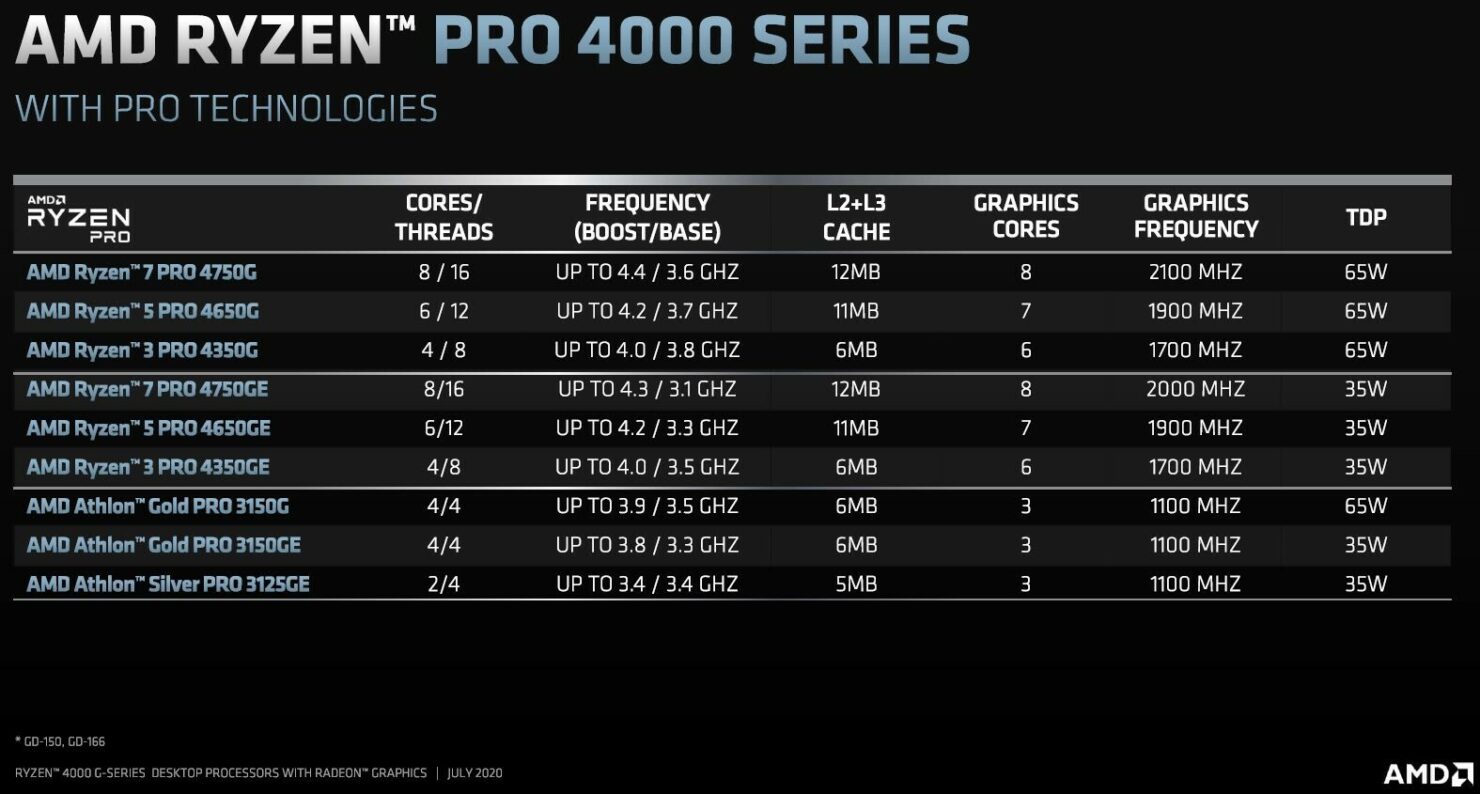 AMD RYZEN™ PRO 4000 SERIES
WITH PRO TECHNOLOGIES
AMD
RYZEN
PRO
CORES/
THREADS
FREQUENCY
(BOOST/BASE)
L2+L3
CACHE
GRAPHICS
CORES
GRAPHICS
FREQUENCY
TDP
AMD Ryzen™ 7 PRO 4750G 8 / 16 UP TO 4.4 / 3.6 GHZ 12MB 8 2100 MHZ 65W
AMD Ryzen™ 5 PRO 4650G 6 / 12 UP TO 4.2 / 3.7 GHZ 11MB 7 1900 MHZ 65W
AMD Ryzen™ 3 PRO 4350G 4 / 8 UP TO 4.0 / 3.8 GHZ 6MB 6 1700 MHZ 65W
AMD Ryzen™ 7 PRO 4750GE 8/16 UP TO 4.3 / 3.1 GHZ 12MB 8 2000 MHZ 35W
AMD Ryzen™ 5 PRO 4650GE 6/12 UP TO 4.2 / 3.3 GHZ 11MB 7 1900 MHZ 35W
AMD Ryzen™ 3 PRO 4350GE 4/8 UP TO 4.0 / 3.5 GHZ 6MB 6 1700 MHZ 35W
AMD Athlon™ Gold PRO 3150G 4/4 UP TO 3.9 / 3.5 GHZ 6MB 3 1100 MHZ 65W
AMD Athlon™ Gold PRO 3150GE 4/4 UP TO 3.8 / 3.3 GHZ 6MB 3 1100 MHZ 35W
AMD Athlon™ Silver PRO 3125GE 2/4 UP TO 3.4 / 3.4 GHZ 5MB 3 1100 MHZ 35W
* GD-150, GD-166
RYZEN™ 4000 G-SERIES DESKTOP PROCESSORS WITH RADEON™ GRAPHICS | JULY 2020
AMD